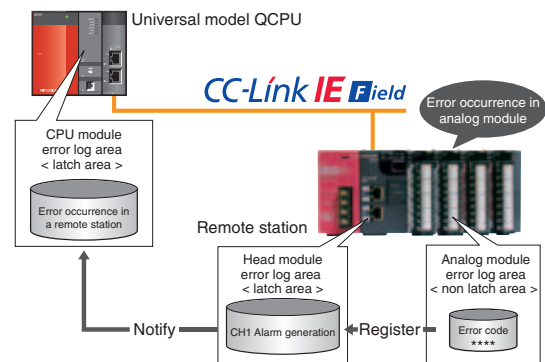 Universal model QCPU
CC-Link IE Field
Error occurrence in
analog module
CPU module
error log area
< latch area >
Error occurrence in
a remote station
Remote station
Head module
error log area
< latch area >
CH1 Alarm generation
Analog module
error log area
< non latch area >
Error code
****
Notify
Register